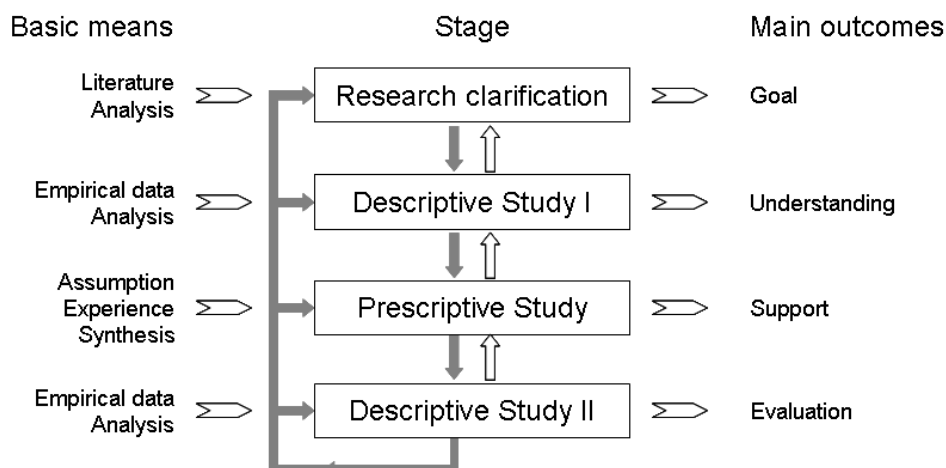 Basic means
Stage
Main outcomes
Literature
Analysis
Research clarification
Goal
Empirical data
Analysis
Descriptive Study I
Understanding
Assumption
Experience
Synthesis
Prescriptive Study
Support
Empirical data
Analysis
Descriptive Study II
Evaluation